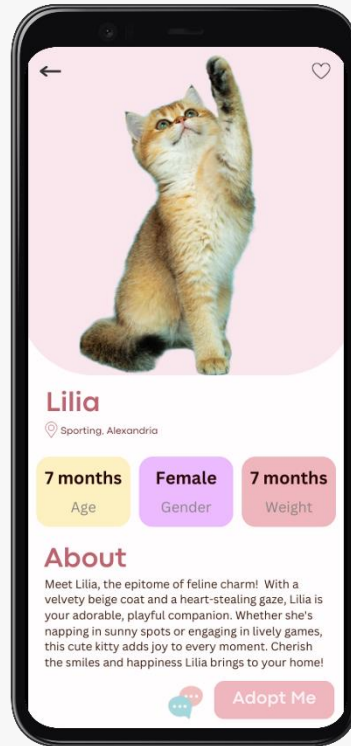 Lilia
Sporting, Alexandria
7 months
Age
Female
Gender
7 months
Weight
About
Meet Lilia, the epitome of feline charm! With a
velvety beige coat and a heart-stealing gaze, Lilia is
your adorable, playful companion. Whether she's
napping in sunny spots or engaging in lively games,
this cute kitty adds joy to every moment. Cherish
the smiles and happiness Lilia brings to your home!
Adopt Me